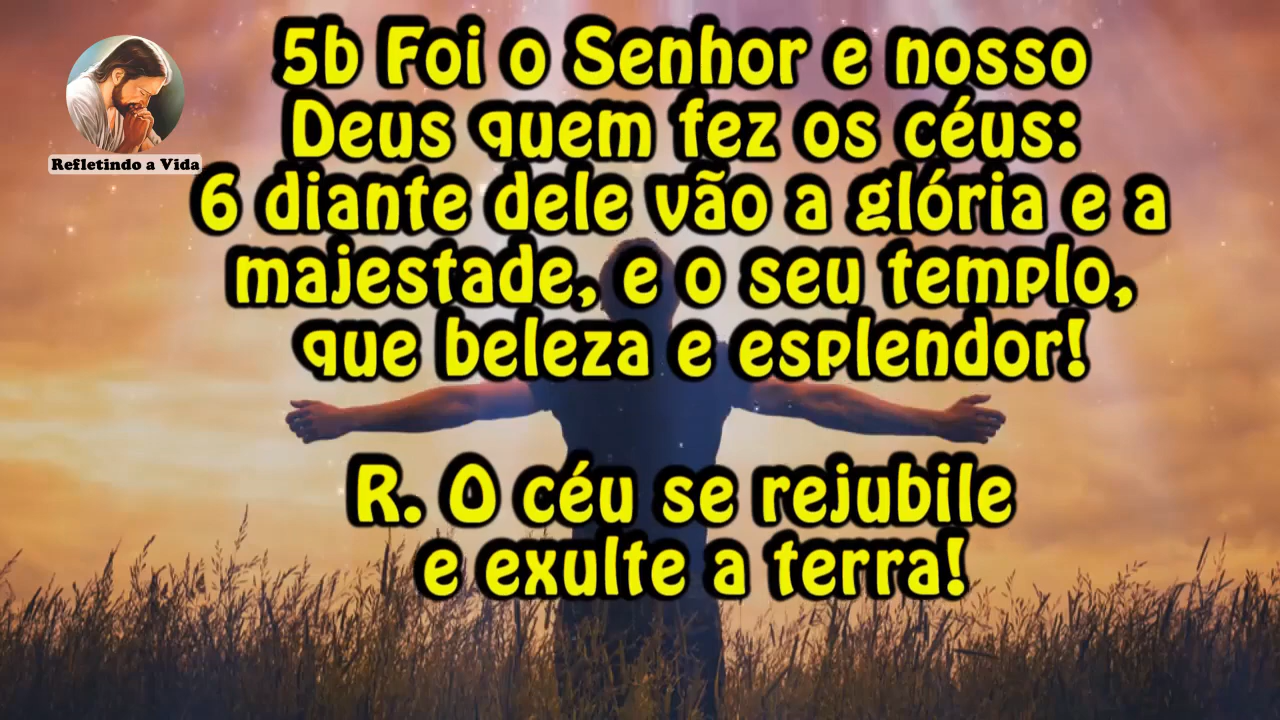 5b Foi o Senhor e nosso
Deus quem fez os céus:
6 diante dele vão a glória e a
majestade, e o seu templo,
que beleza e esplendor!
R. O céu se rejubile
e exulte a terra!
Refletindo a Vida